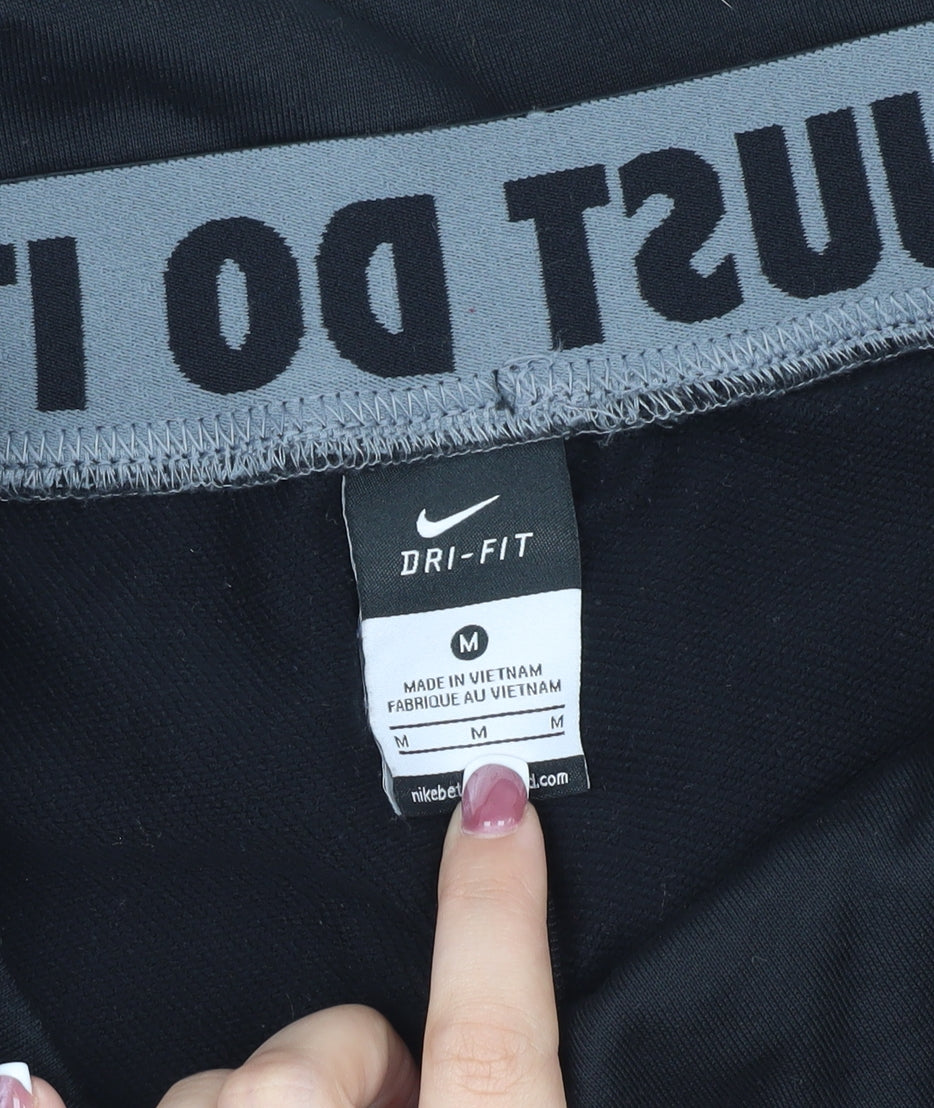 JUST DO IT
DRI-FIT
M
MADE IN VIETNAM
FABRIQUE AU VIETNAM
M M M